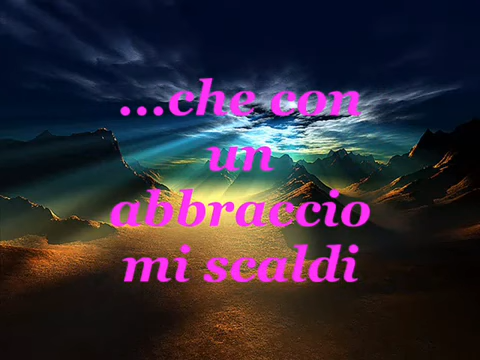 ...che con
un
abbraccio
mi scaldi